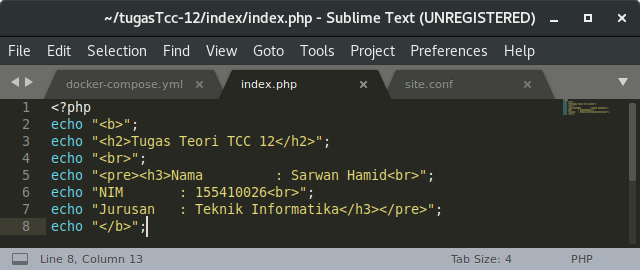 ~/tugasTcc-12/index/index.php - Sublime Text (UNREGISTERED)
File Edit Selection Find View Goto Tools Project Preferences Help
docker-compose.yml index.php site.conf
1 <?php
2 echo "<b>";
3 echo "<h2>Tugas Teori TCC 12</h2>";
4 echo "<br>";
5 echo "<pre><h3>Nama         : Sarwan Hamid<br>";
6 echo "NIM       : 155410026<br>";
7 echo "Jurusan   : Teknik Informatika</h3></pre>";
8 echo "</b>";
Line 8, Column 13 Tab Size: 4 PHP